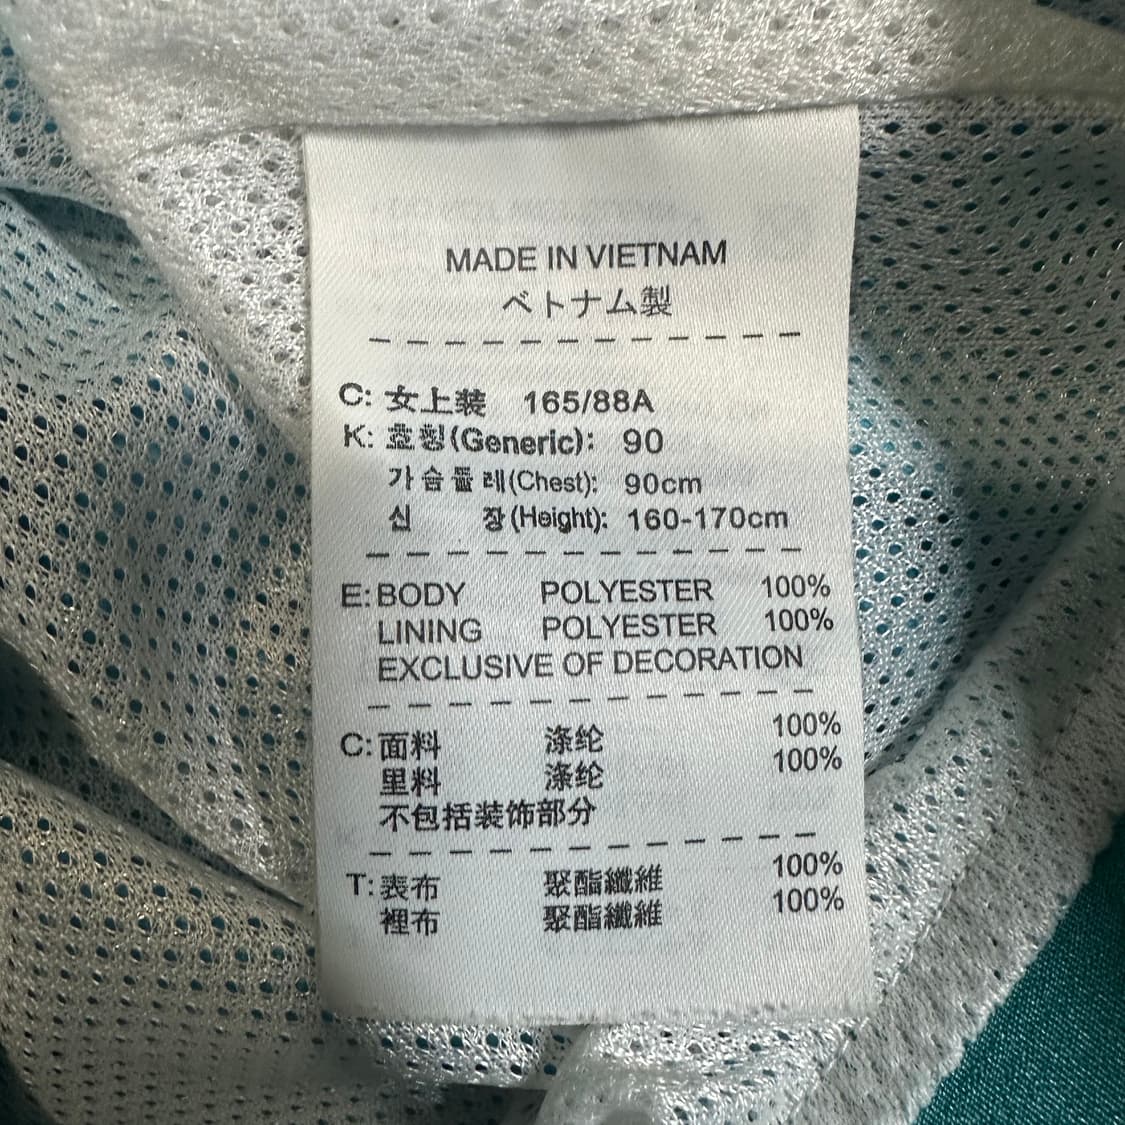 MADE IN VIETNAM
ベトナム製
C: 女上装 165/88A
K: 호칭(Generic): 90
가슴둘레(Chest): 90cm
신 장(Height): 160-170cm
E: BODY POLYESTER 100%
LINING POLYESTER 100%
EXCLUSIVE OF DECORATION
C: 面料 涤纶 100%
里料 涤纶 100%
不包括装饰部分
T: 表布 聚酯纖維 100%
裡布 聚酯纖維 100%